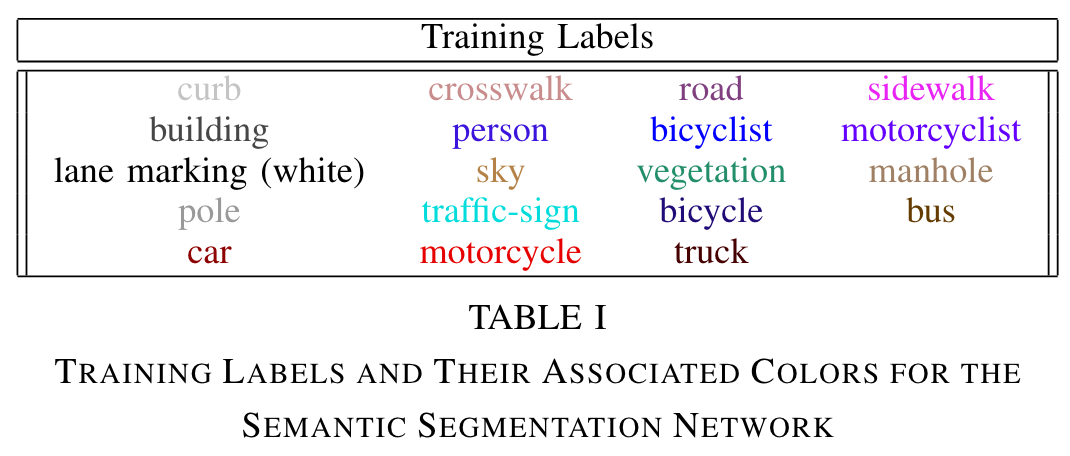 Training Labels
curb crosswalk road sidewalk
building person bicyclist motorcyclist
lane marking (white) sky vegetation manhole
pole traffic-sign bicycle bus
car motorcycle truck
TABLE I
TRAINING LABELS AND THEIR ASSOCIATED COLORS FOR THE
SEMANTIC SEGMENTATION NETWORK